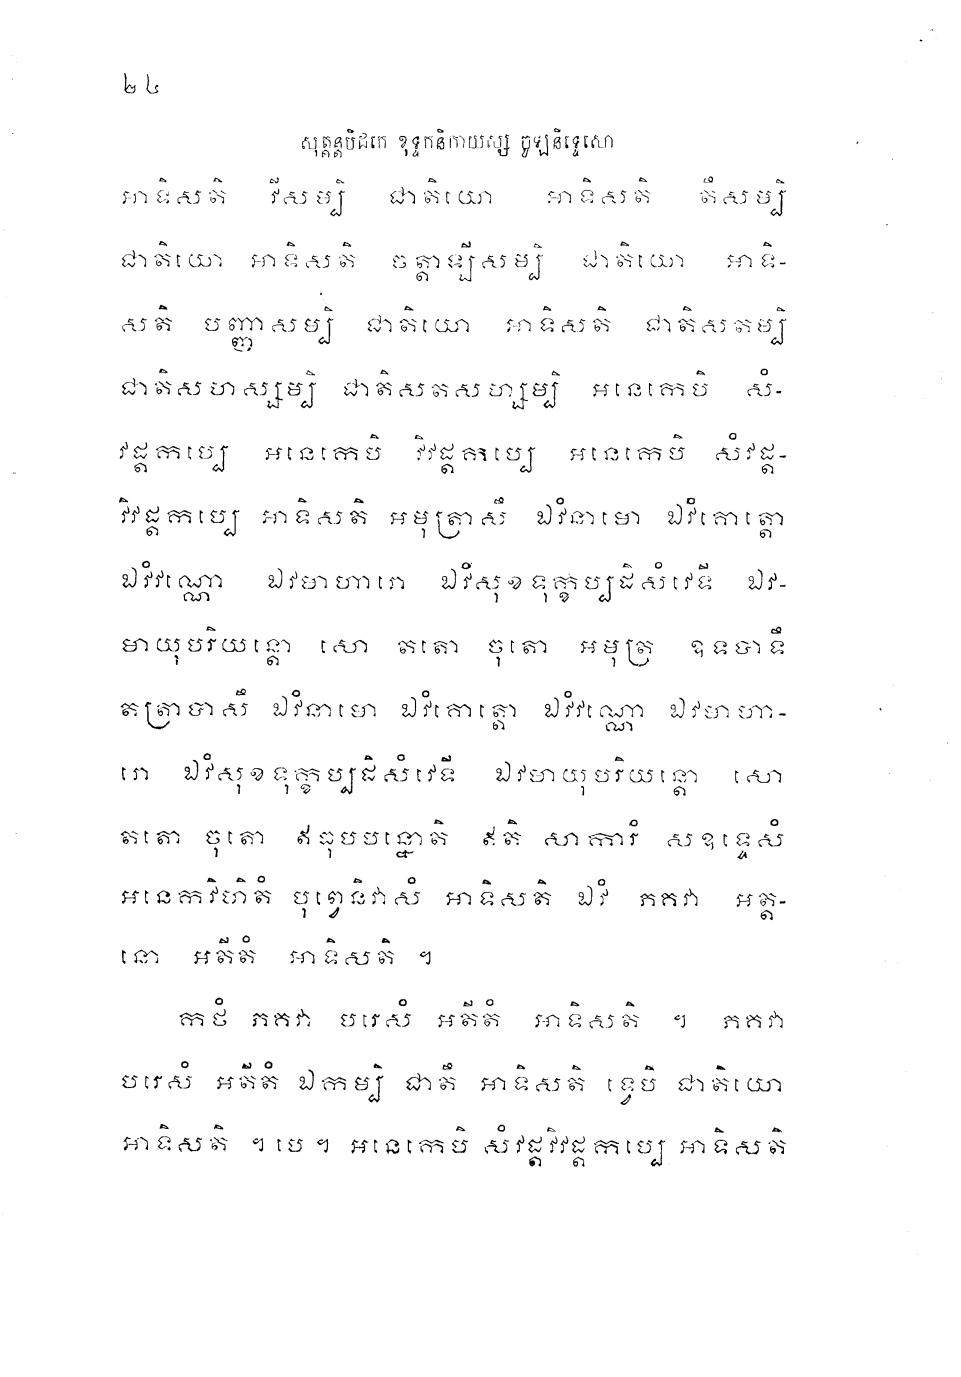 ២៤
សុត្តន្តបិដកេ ខុទ្ទកនិកាយស្ស ចូឡនិទ្ទេសោ
អាទិសតិ វីសម្បិ ជាតិយោ អាទិសតិ តឹសម្បិ
ជាតិយោ អាទិសតិ ចត្តាឡីសម្បិ ជាតិយោ អាទិ-
សតិ បញ្ញាសម្បិ ជាតិយោ អាទិសតិ ជាតិសតម្បិ
ជាតិសហស្សម្បិ ជាតិសតសហស្សម្បិ អនេកេបិ សំ-
វដ្តកប្បេ អនេកេបិ វិវដ្តកប្បេ អនេកេបិ សំវដ្ត-
វិវដ្តកប្បេ អាទិសតិ អមុត្រាសឹ ឯវំនាមោ ឯវំគោត្តោ
ឯវំវណ្ណោ ឯវមាហារោ ឯវំសុខទុក្ខប្បដិសំវេទី ឯវ-
មាយុបរិយន្តោ សោ តតោ ចុតោ អមុត្រ ឧទបាទឹ
តត្រាបាសឹ ឯវំនាមោ ឯវំគោត្តោ ឯវំវណ្ណោ ឯវមាហា-
រោ ឯវំសុខទុក្ខប្បដិសំវេទី ឯវមាយុបរិយន្តោ សោ
តតោ ចុតោ ឥធុបបន្នោតិ ឥតិ សាការំ សឧទ្ទេសំ
អនេកវិហិតំ បុព្វេនិវាសំ អាទិសតិ ឯវំ ភគវា អត្ត-
នោ អតីតំ អាទិសតិ ។
កថំ ភគវា បរេសំ អតីតំ អាទិសតិ ។ ភគវា
បរេសំ អតីតំ ឯកម្បិ ជាតឹ អាទិសតិ ទ្វេបិ ជាតិយោ
អាទិសតិ ។ បេ ។ អនេកេបិ សំវដ្តវិវដ្តកប្បេ អាទិសតិ